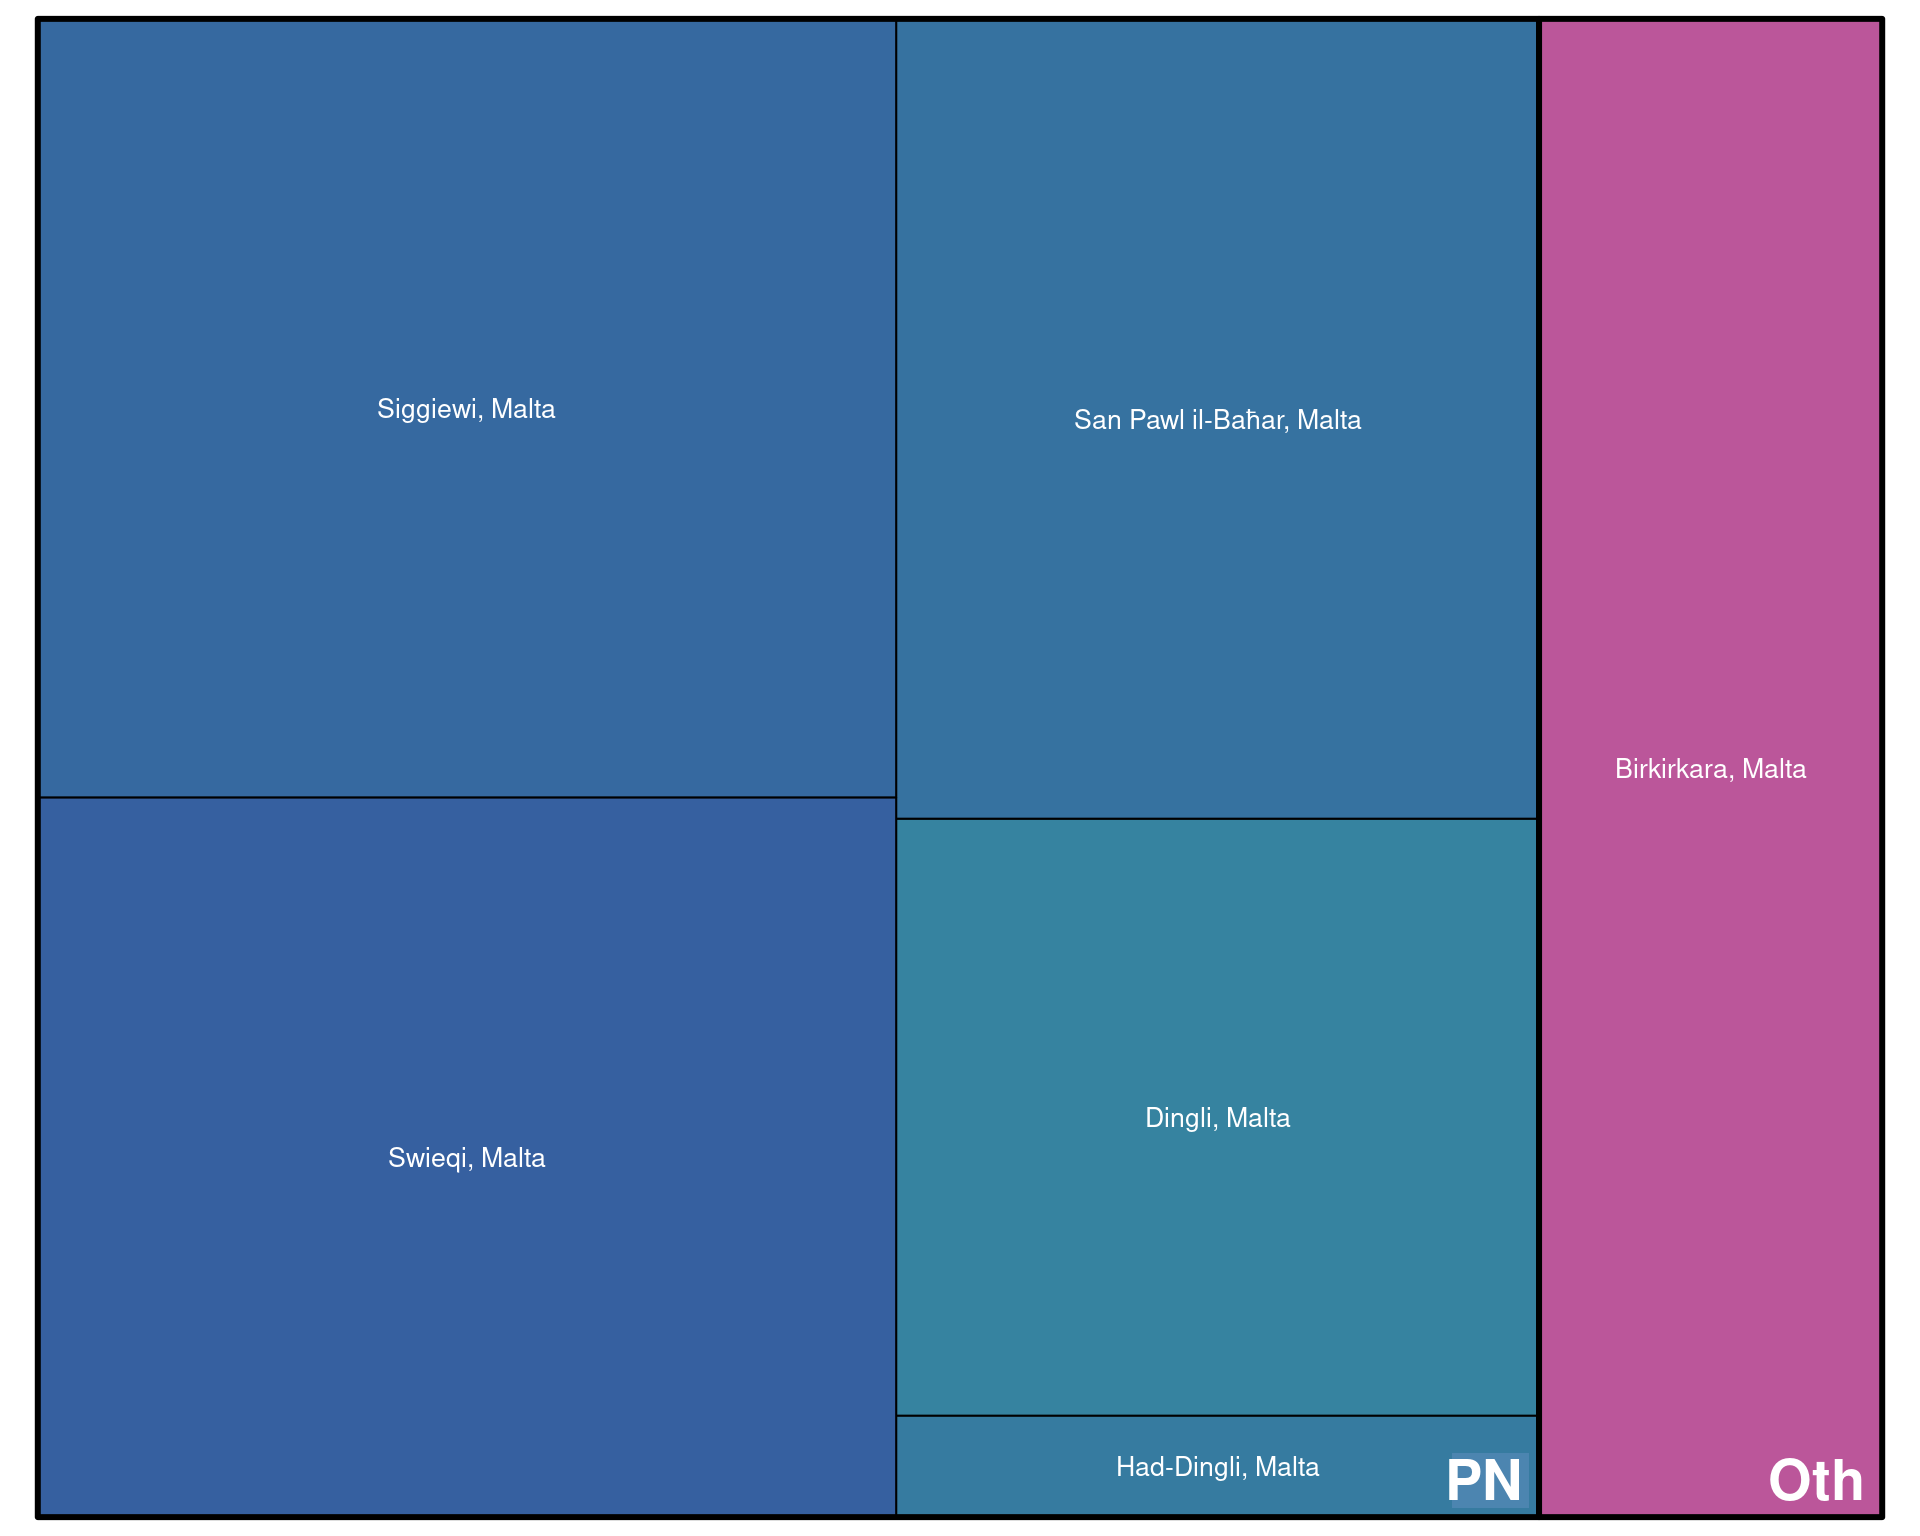 Siggiewi, Malta
San Pawl il-Baħar, Malta
Birkirkara, Malta
Dingli, Malta
Swieqi, Malta
Had-Dingli, Malta
PN
Oth